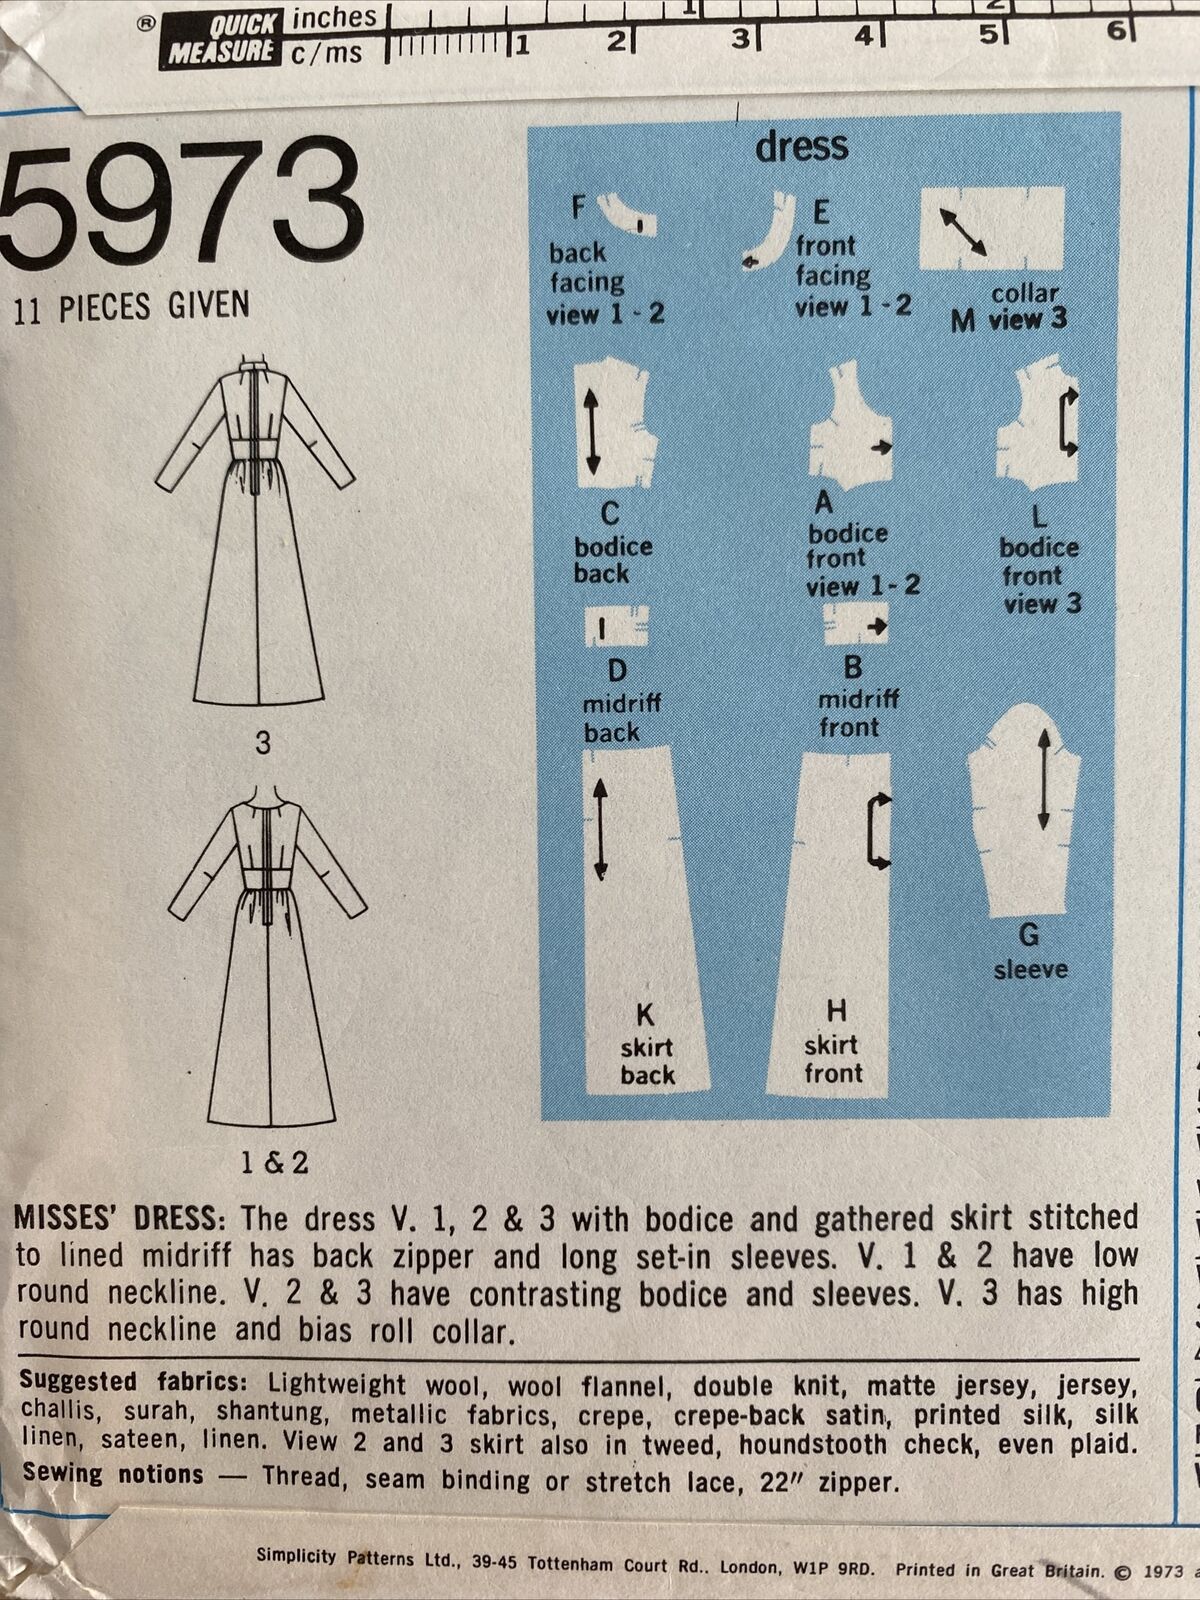 ® QUICK MEASURE inches
c/ms
1 2
1 2 3 4 5 6
5973
11 PIECES GIVEN
3
1 & 2
dress
F
back
facing
view 1 - 2
E
front
facing
view 1 - 2
collar
M view 3
C
bodice
back
A
bodice
front
view 1 - 2
L
bodice
front
view 3
D
midriff
back
B
midriff
front
K
skirt
back
H
skirt
front
G
sleeve
MISSES' DRESS: The dress V. 1, 2 & 3 with bodice and gathered skirt stitched
to lined midriff has back zipper and long set-in sleeves. V. 1 & 2 have low
round neckline. V. 2 & 3 have contrasting bodice and sleeves. V. 3 has high
round neckline and bias roll collar.
Suggested fabrics: Lightweight wool, wool flannel, double knit, matte jersey, jersey,
challis, surah, shantung, metallic fabrics, crepe, crepe-back satin, printed silk, silk
linen, sateen, linen. View 2 and 3 skirt also in tweed, houndstooth check, even plaid.
Sewing notions — Thread, seam binding or stretch lace, 22" zipper.
Simplicity Patterns Ltd., 39-45 Tottenham Court Rd.. London, W1P 9RD. Printed in Great Britain. © 1973